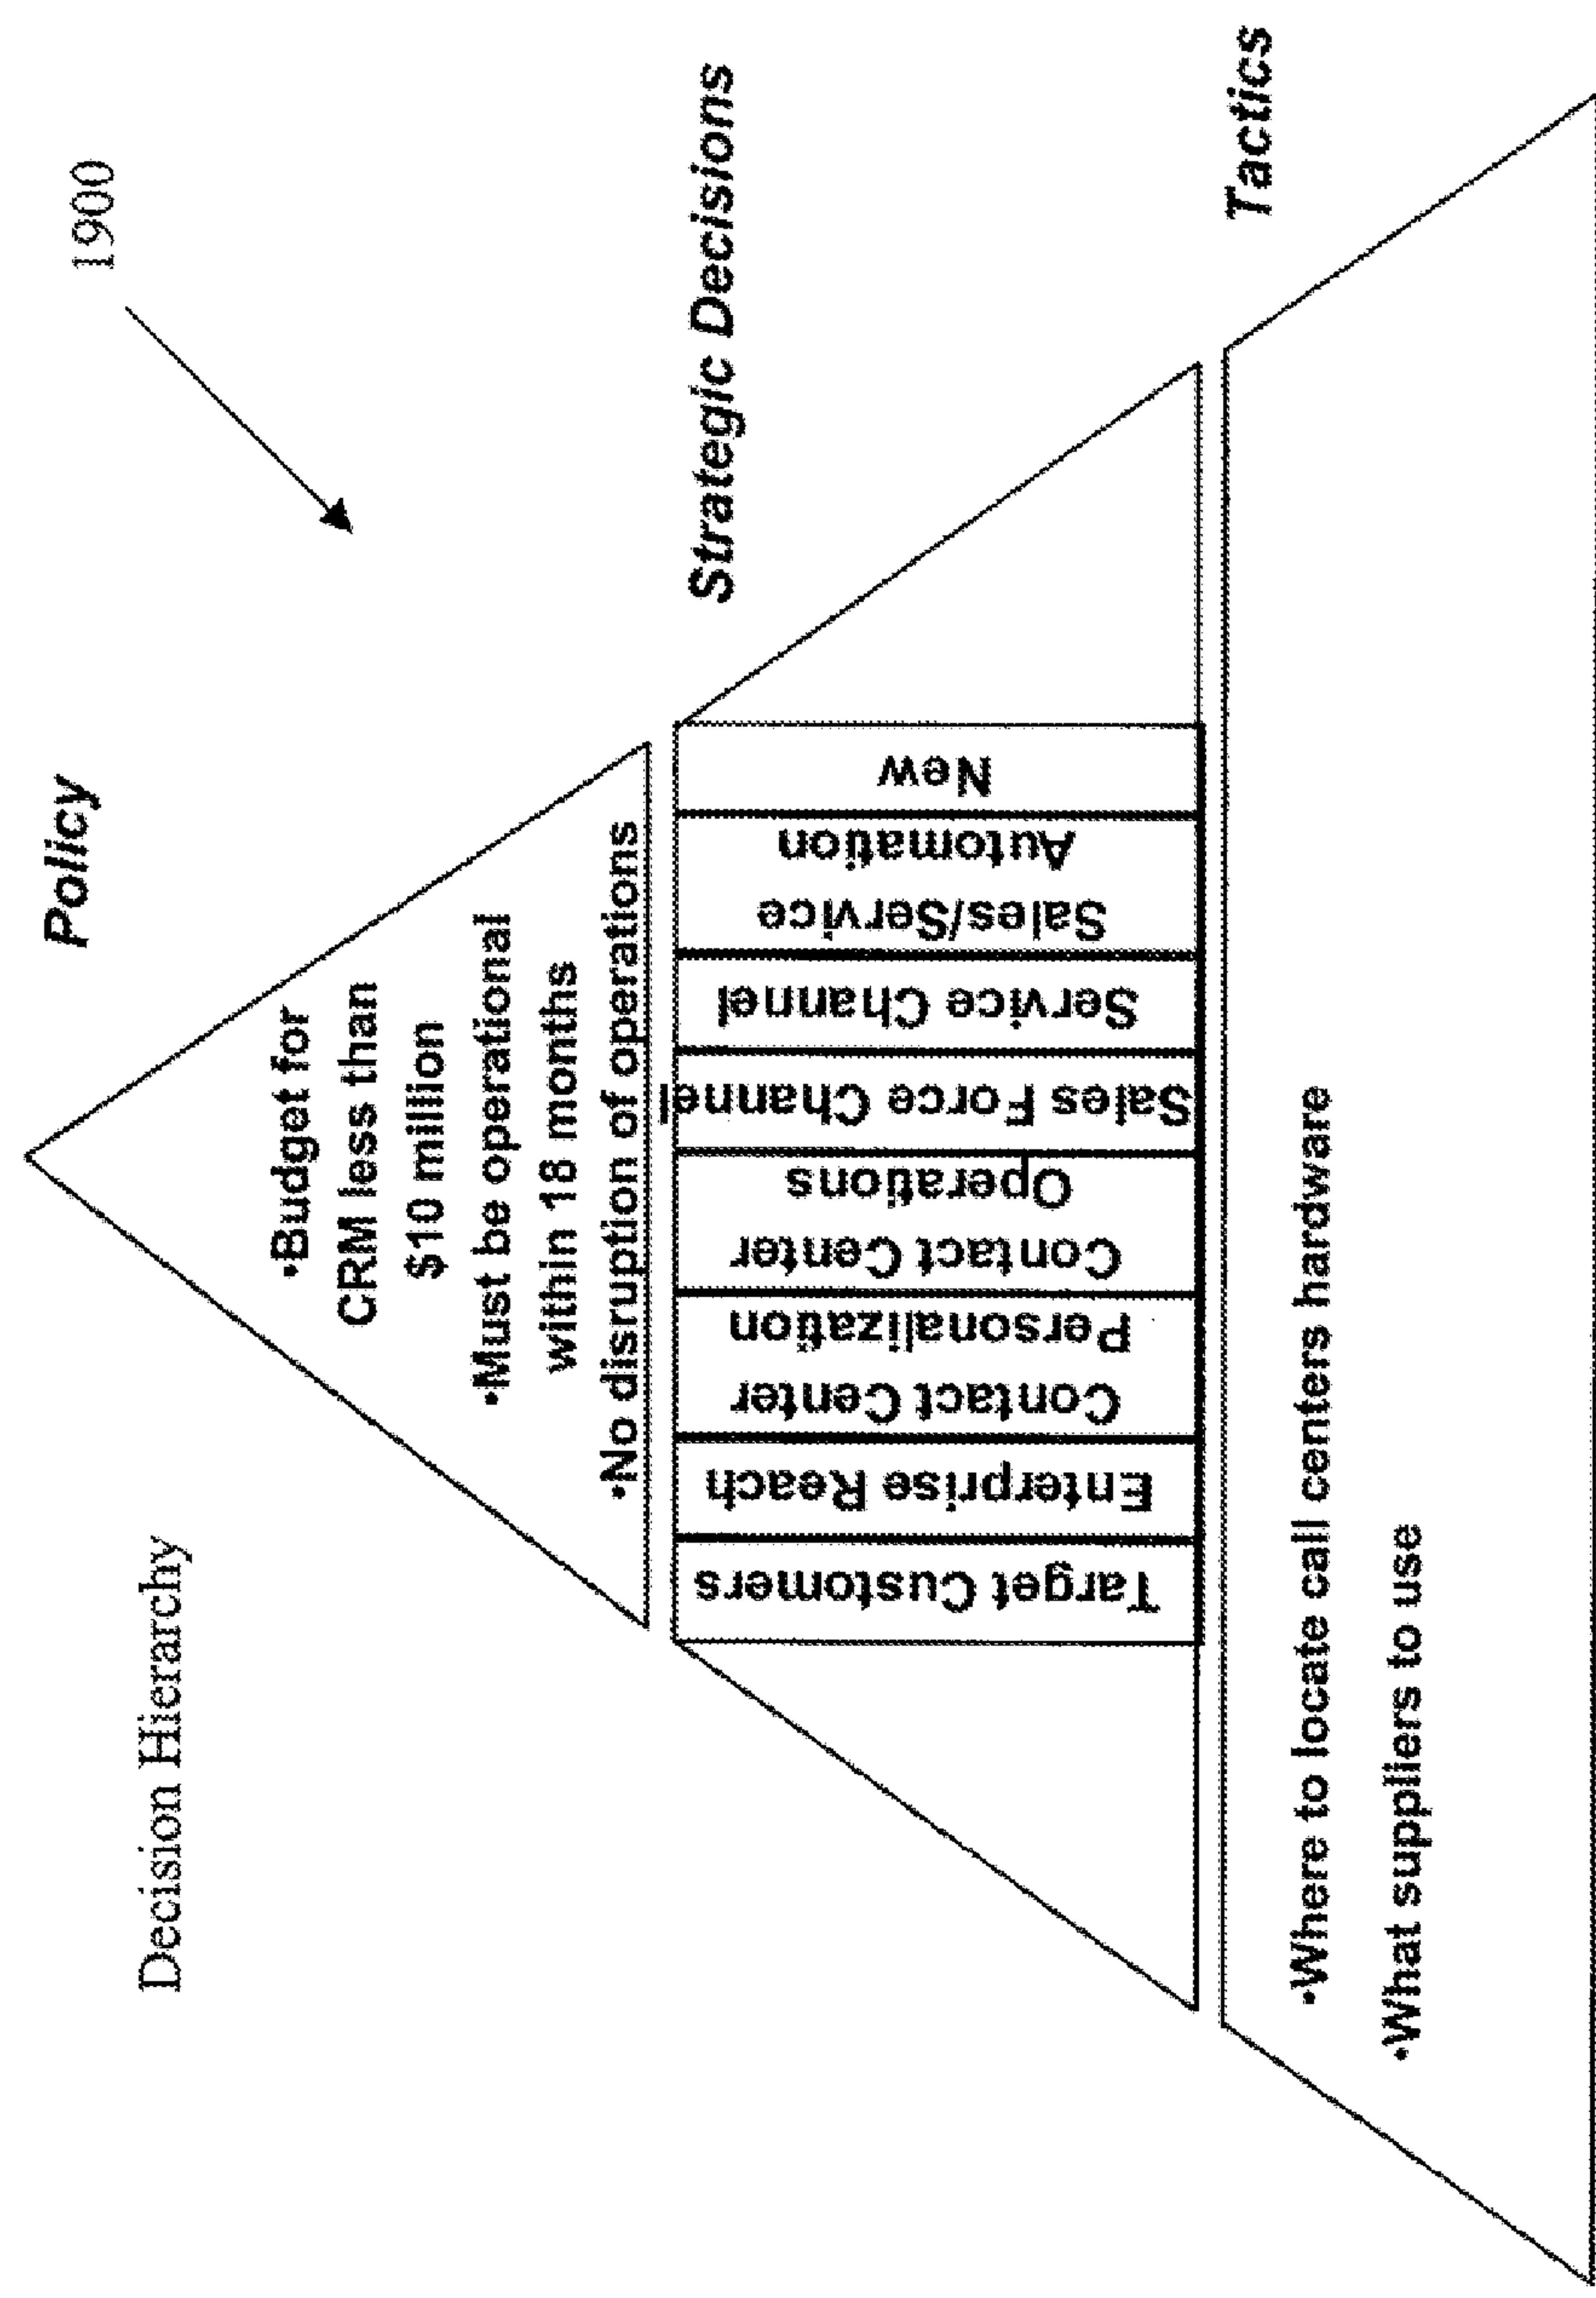 Decision Hierarchy
1900
Policy
•Budget for
CRM less than
$10 million
•Must be operational
within 18 months
•No disruption of operations
Strategic Decisions
Target Customers
Enterprise Reach
Contact Center
Personalization
Contact Center
Operations
Sales Force Channel
Service Channel
Sales/Service
Automation
New
Tactics
•Where to locate call centers hardware
•What suppliers to use